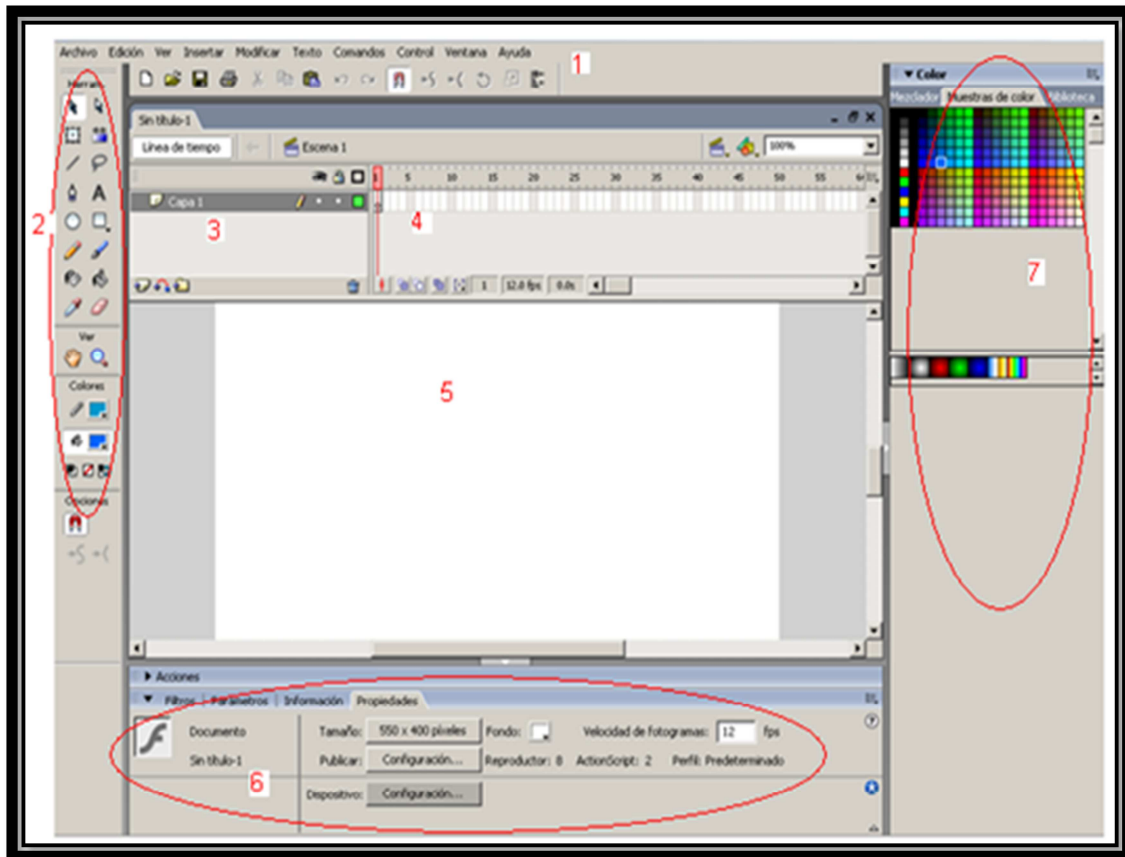 Archivo Edición Ver Insertar Modificar Texto Comandos Control Ventana Ayuda
1
Color
Mezclador Muestras de color Biblioteca
Sin título-1
Línea de tiempo Escena 1 100%
1 5 10 15 20 25 30 35 40 45 50 55
Capa 1
2
3
4
7
1 12.0 fps 0.0s
Ver
Colores
5
Opciones
Acciones
Filtros Parámetros Información Propiedades
Documento Tamaño: 550 x 400 píxeles Fondo: Velocidad de fotogramas: 12 fps
Sin título-1 Publicar: Configuración... Reproductor: 8 ActionScript: 2 Perfil: Predeterminado
6
Dispositivo: Configuración...